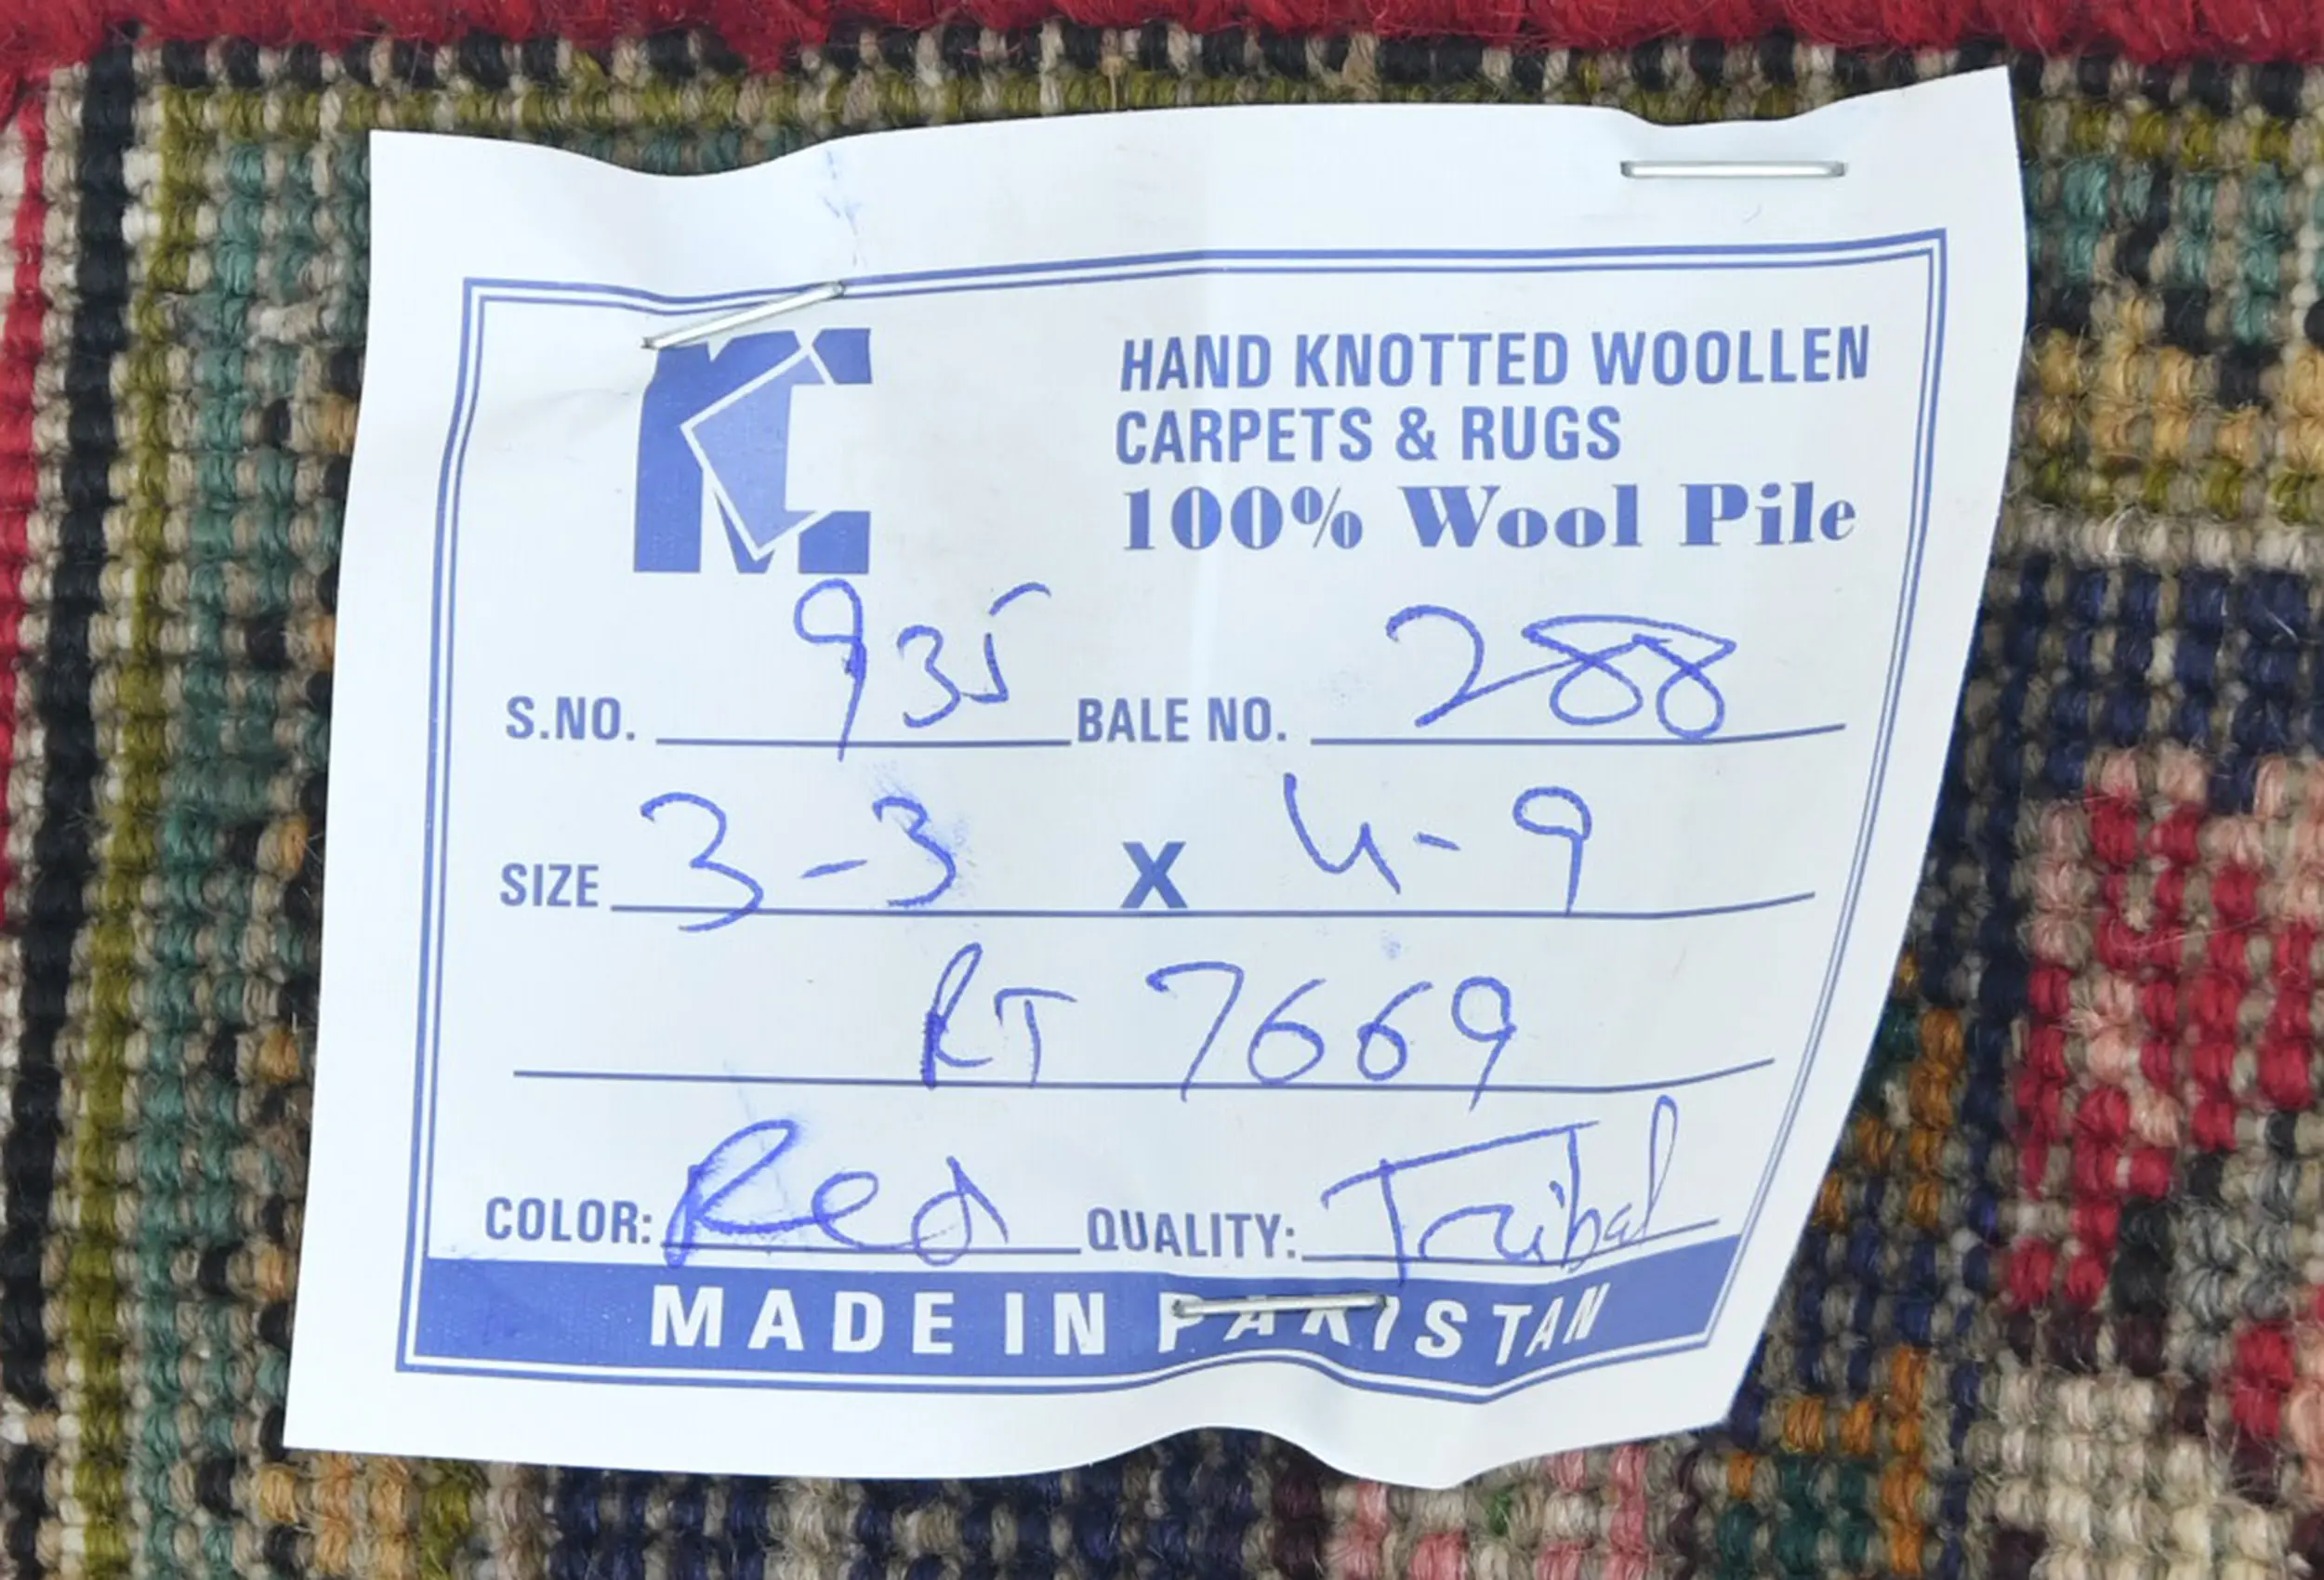 HAND KNOTTED WOOLLEN
CARPETS & RUGS
100% Wool Pile
S.NO. 935 BALE NO. 288
SIZE 3-3 X 4-9
RT 7669
COLOR: Red QUALITY: Tribal
MADE IN PAKISTAN